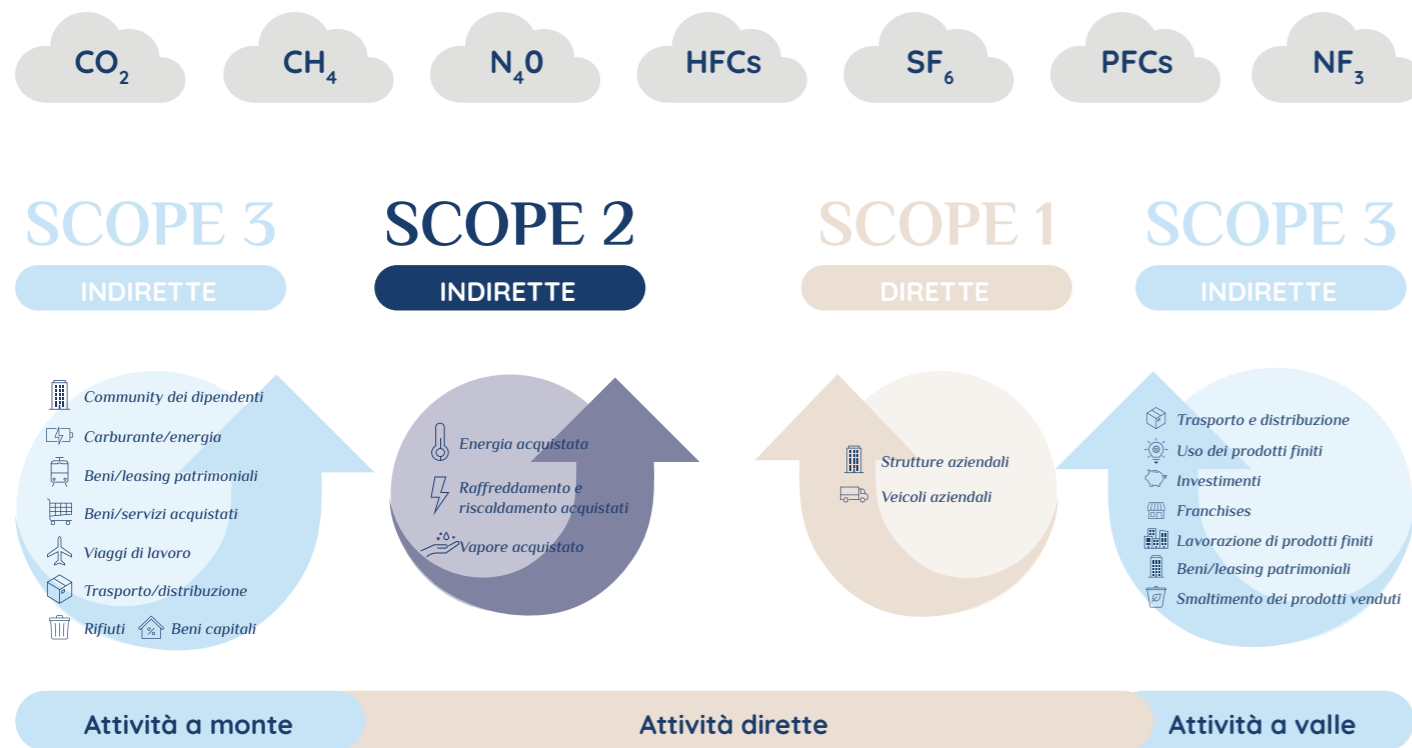 CO₂
CH₄
N₄0
HFCs
SF₆
PFCs
NF₃
SCOPE 3
INDIRETTE
SCOPE 2
INDIRETTE
SCOPE 1
DIRETTE
SCOPE 3
INDIRETTE
Community dei dipendenti
Carburante/energia
Beni/leasing patrimoniali
Beni/servizi acquistati
Viaggi di lavoro
Trasporto/distribuzione
Rifiuti
Beni capitali
Energia acquistata
Raffreddamento e
riscaldamento acquistati
Vapore acquistato
Strutture aziendali
Veicoli aziendali
Trasporto e distribuzione
Uso dei prodotti finiti
Investimenti
Franchises
Lavorazione di prodotti finiti
Beni/leasing patrimoniali
Smaltimento dei prodotti venduti
Attività a monte
Attività dirette
Attività a valle